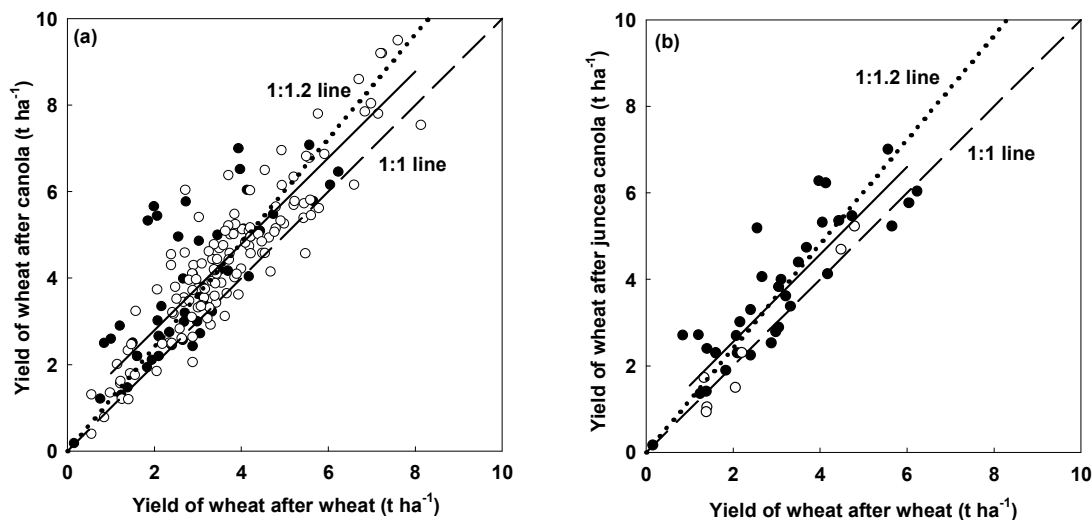 (a)
Yield of wheat after canola (t ha⁻¹)
10
8
6
4
2
0
1:1.2 line
1:1 line
0 2 4 6 8 10
Yield of wheat after wheat (t ha⁻¹)
(b)
Yield of wheat after juncea canola (t ha⁻¹)
10
8
6
4
2
0
1:1.2 line
1:1 line
0 2 4 6 8 10
Yield of wheat after wheat (t ha⁻¹)